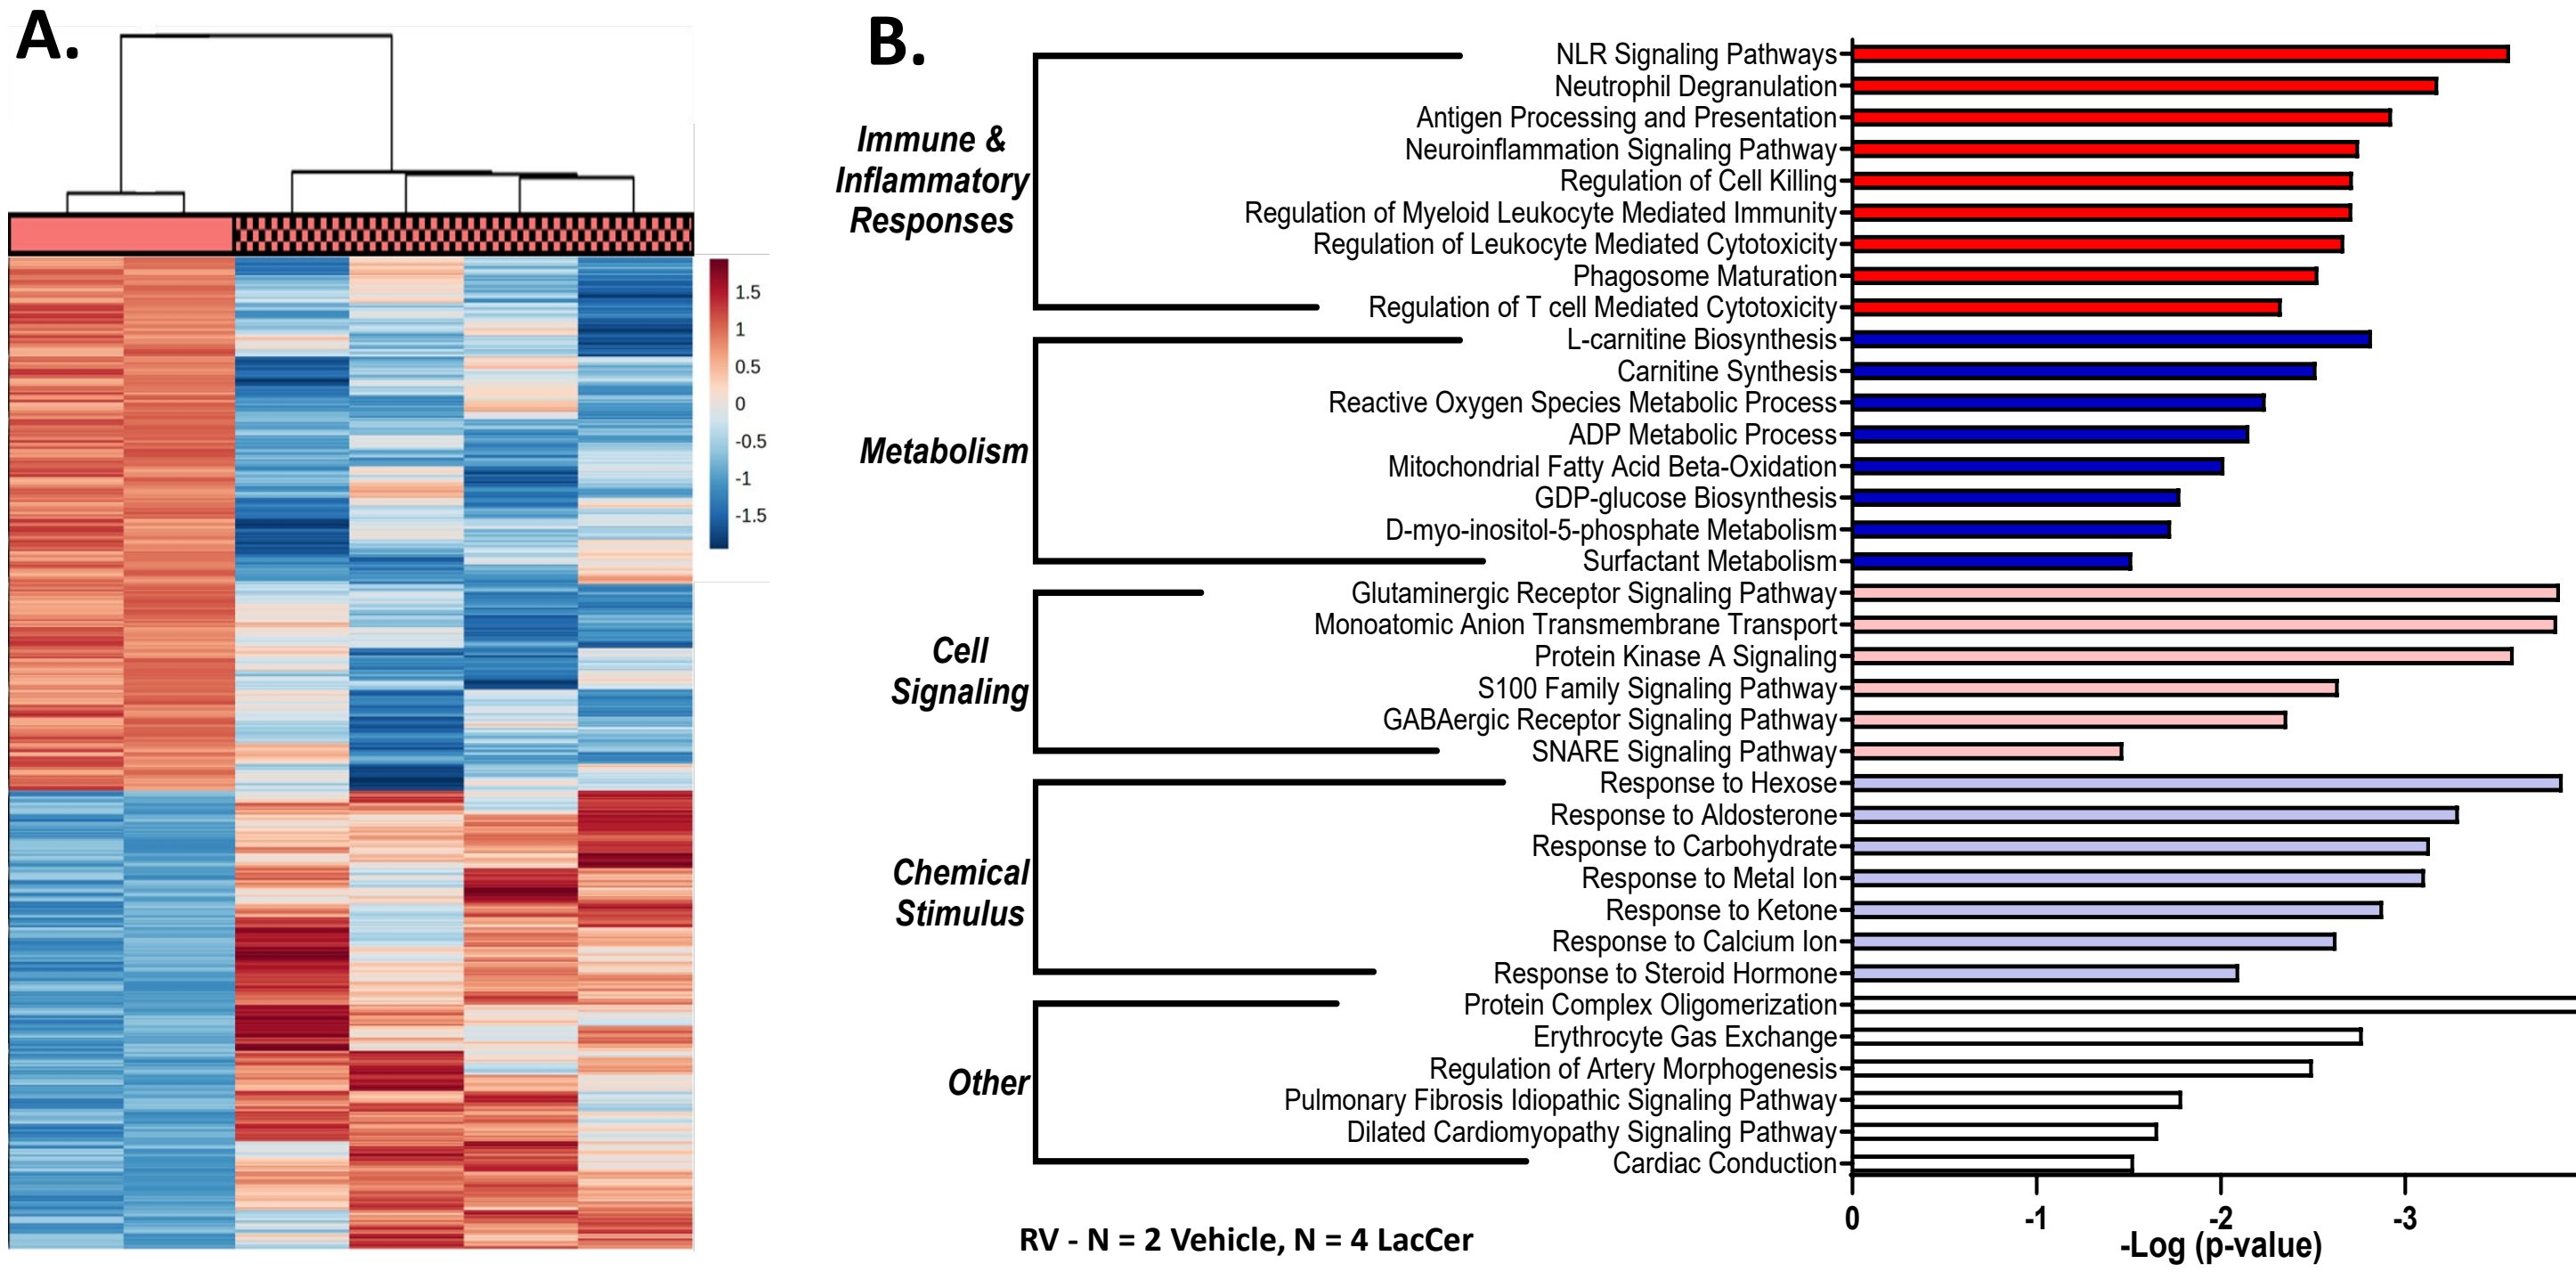 A.
1.5
1
0.5
0
-0.5
-1
-1.5
B.
Immune &
Inflammatory
Responses
NLR Signaling Pathways
Neutrophil Degranulation
Antigen Processing and Presentation
Neuroinflammation Signaling Pathway
Regulation of Cell Killing
Regulation of Myeloid Leukocyte Mediated Immunity
Regulation of Leukocyte Mediated Cytotoxicity
Phagosome Maturation
Regulation of T cell Mediated Cytotoxicity
Metabolism
L-carnitine Biosynthesis
Carnitine Synthesis
Reactive Oxygen Species Metabolic Process
ADP Metabolic Process
Mitochondrial Fatty Acid Beta-Oxidation
GDP-glucose Biosynthesis
D-myo-inositol-5-phosphate Metabolism
Surfactant Metabolism
Cell
Signaling
Glutaminergic Receptor Signaling Pathway
Monoatomic Anion Transmembrane Transport
Protein Kinase A Signaling
S100 Family Signaling Pathway
GABAergic Receptor Signaling Pathway
SNARE Signaling Pathway
Chemical
Stimulus
Response to Hexose
Response to Aldosterone
Response to Carbohydrate
Response to Metal Ion
Response to Ketone
Response to Calcium Ion
Response to Steroid Hormone
Other
Protein Complex Oligomerization
Erythrocyte Gas Exchange
Regulation of Artery Morphogenesis
Pulmonary Fibrosis Idiopathic Signaling Pathway
Dilated Cardiomyopathy Signaling Pathway
Cardiac Conduction
0 -1 -2 -3
-Log (p-value)
RV - N = 2 Vehicle, N = 4 LacCer